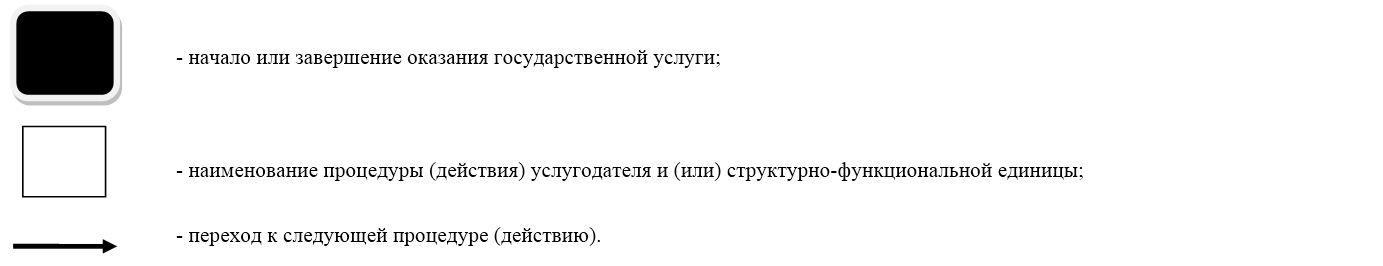 - начало или завершение оказания государственной услуги;
- наименование процедуры (действия) услугодателя и (или) структурно-функциональной единицы;
- переход к следующей процедуре (действию).